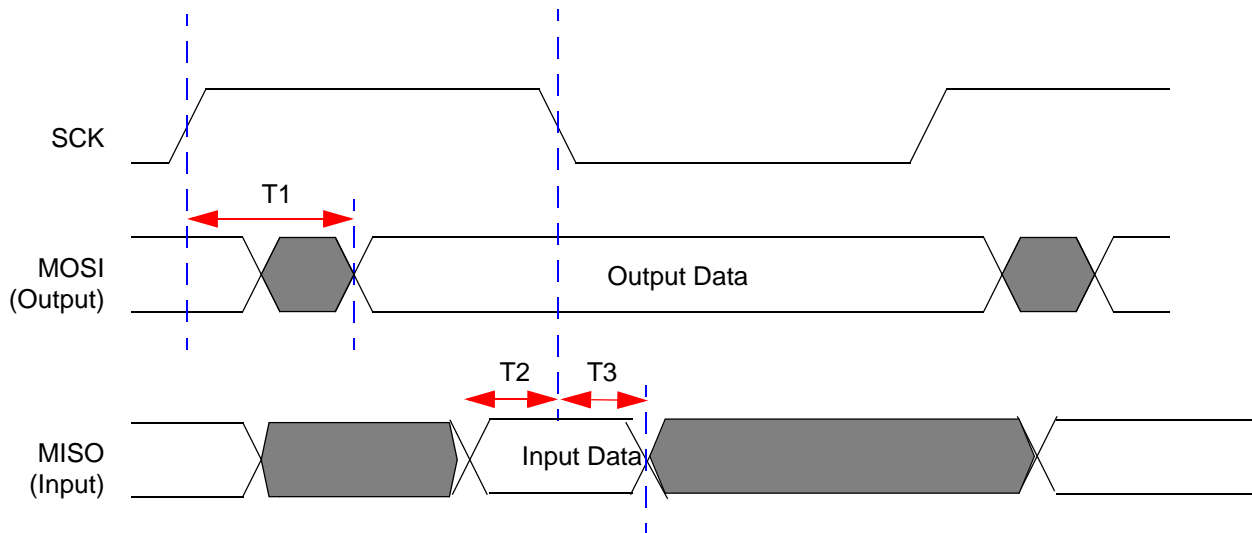 SCK
T1
MOSI
(Output)
Output Data
T2
T3
MISO
(Input)
Input Data